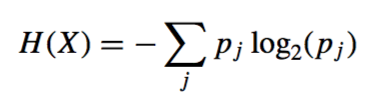 H(X) = − ∑_j p_j log₂(p_j)